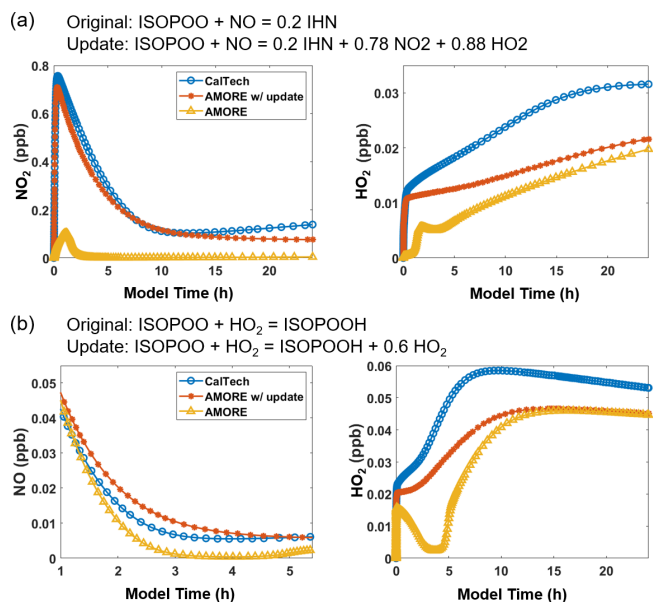 (a)
Original: ISOPOO + NO = 0.2 IHN
Update: ISOPOO + NO = 0.2 IHN + 0.78 NO2 + 0.88 HO2
NO₂ (ppb)
0.8
0.6
0.4
0.2
0
0 5 10 15 20
Model Time (h)
CalTech
AMORE w/ update
AMORE
HO₂ (ppb)
0.03
0.02
0.01
0
0 5 10 15 20
Model Time (h)
(b)
Original: ISOPOO + HO₂ = ISOPOOH
Update: ISOPOO + HO₂ = ISOPOOH + 0.6 HO₂
NO (ppb)
0.05
0.04
0.03
0.02
0.01
0
1 2 3 4 5
Model Time (h)
CalTech
AMORE w/ update
AMORE
HO₂ (ppb)
0.06
0.05
0.04
0.03
0.02
0.01
0
0 5 10 15 20
Model Time (h)